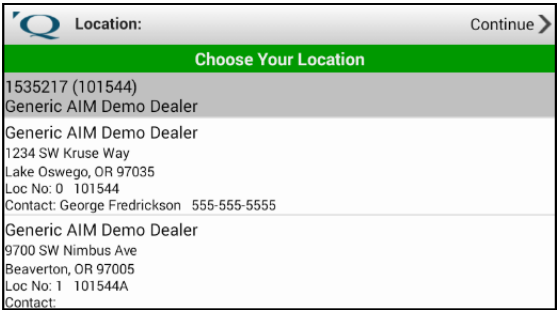 Location:
Continue
Choose Your Location
1535217 (101544)
Generic AIM Demo Dealer
Generic AIM Demo Dealer
1234 SW Kruse Way
Lake Oswego, OR 97035
Loc No: 0 101544
Contact: George Fredrickson 555-555-5555
Generic AIM Demo Dealer
9700 SW Nimbus Ave
Beaverton, OR 97005
Loc No: 1 101544A
Contact: